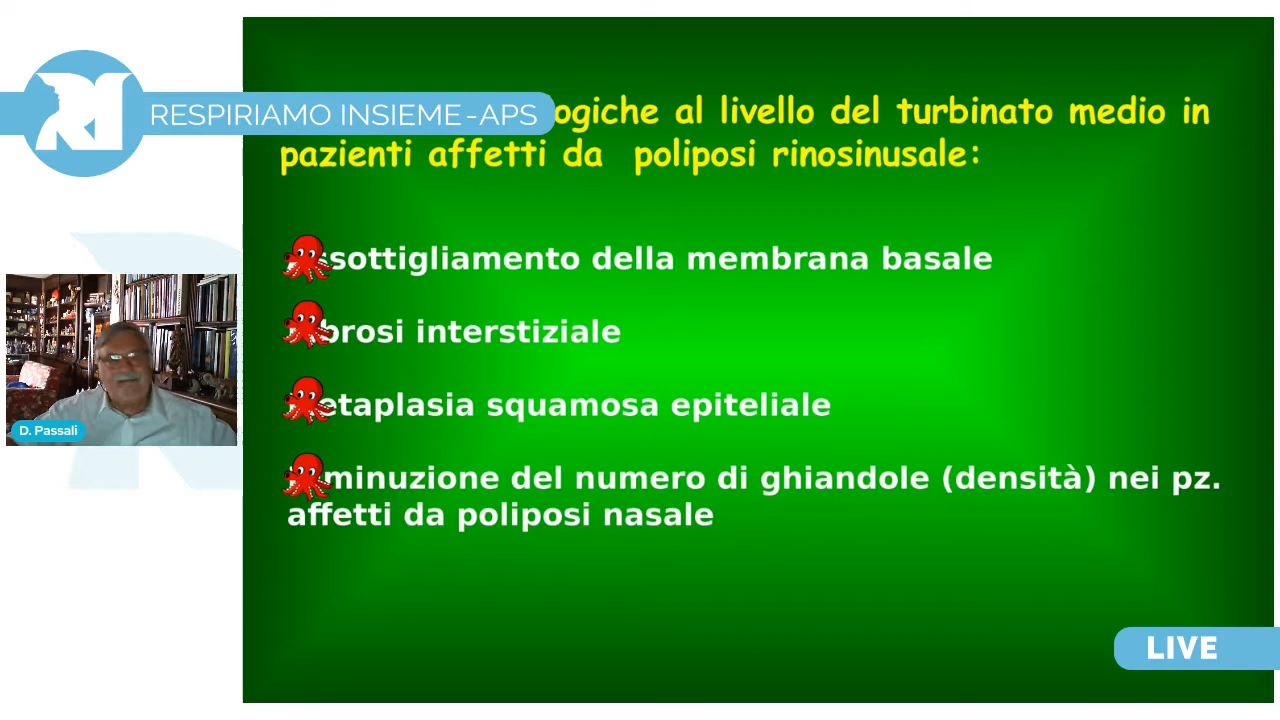 RESPIRIAMO INSIEME-APS
ogiche al livello del turbinato medio in
pazienti affetti da poliposi rinosinusale:
sottigliamento della membrana basale
brosi interstiziale
etaplasia squamosa epiteliale
minuzione del numero di ghiandole (densità) nei pz.
affetti da poliposi nasale
D. Passali
LIVE